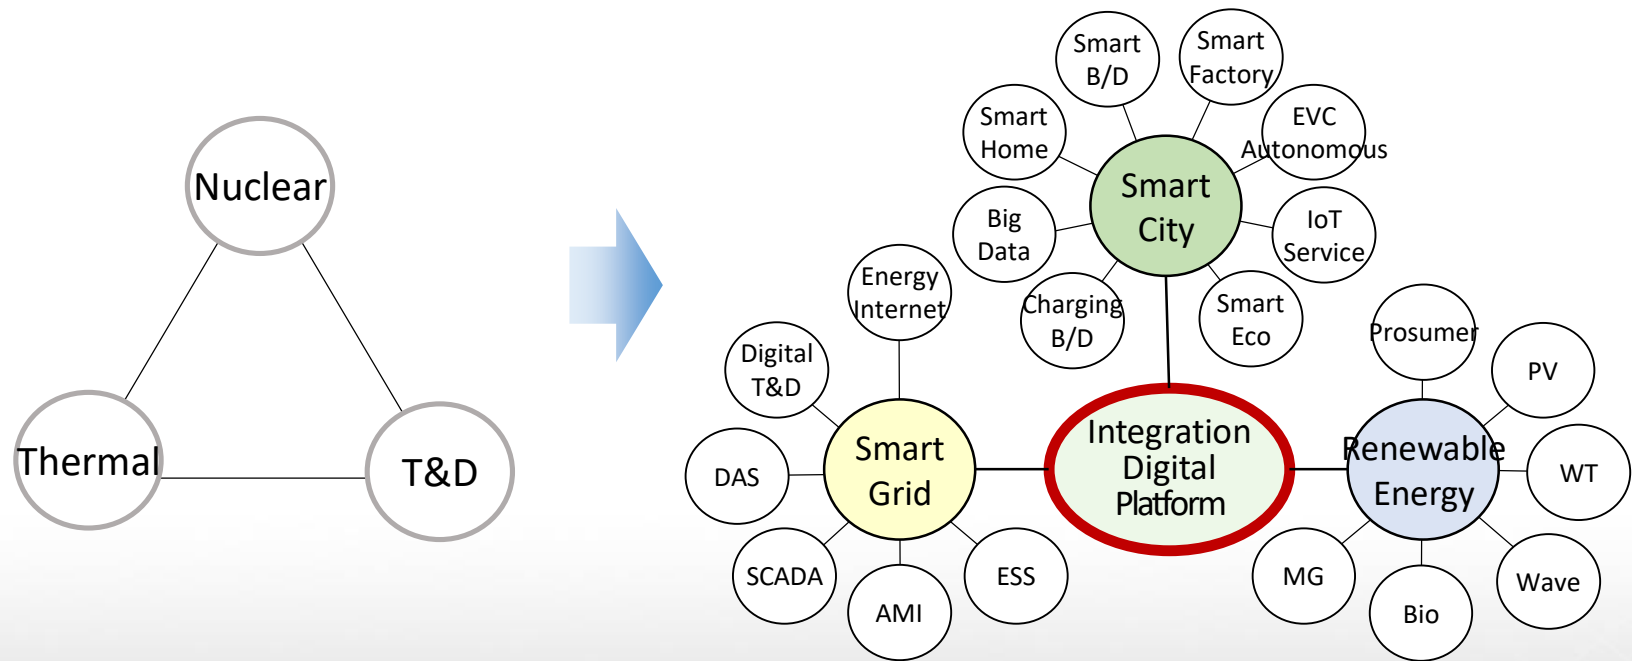 Nuclear
Thermal
T&D
Smart
B/D
Smart
Factory
Smart
Home
EVC
Autonomous
Smart
City
Big
Data
IoT
Service
Charging
B/D
Smart
Eco
Energy
Internet
Digital
T&D
DAS
Smart
Grid
SCADA
AMI
ESS
Integration
Digital
Platform
Prosumer
PV
Renewable
Energy
WT
MG
Bio
Wave